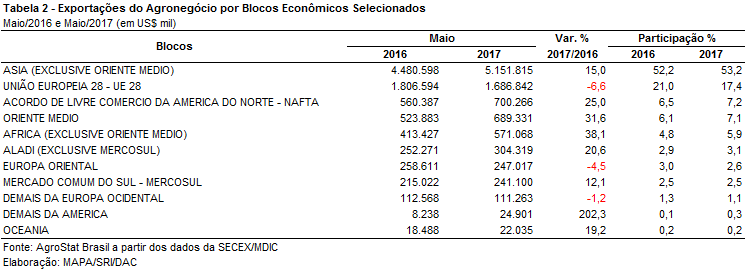 Tabela 2 - Exportações do Agronegócio por Blocos Econômicos Selecionados
Maio/2016 e Maio/2017 (em US$ mil)
Blocos Maio Var. % Participação %
2016 2017 2017/2016 2016 2017
ASIA (EXCLUSIVE ORIENTE MEDIO) 4.480.598 5.151.815 15,0 52,2 53,2
UNIÃO EUROPEIA 28 - UE 28 1.806.594 1.686.842 -6,6 21,0 17,4
ACORDO DE LIVRE COMERCIO DA AMERICA DO NORTE - NAFTA 560.387 700.266 25,0 6,5 7,2
ORIENTE MEDIO 523.883 689.331 31,6 6,1 7,1
AFRICA (EXCLUSIVE ORIENTE MEDIO) 413.427 571.068 38,1 4,8 5,9
ALADI (EXCLUSIVE MERCOSUL) 252.271 304.319 20,6 2,9 3,1
EUROPA ORIENTAL 258.611 247.017 -4,5 3,0 2,6
MERCADO COMUM DO SUL - MERCOSUL 215.022 241.100 12,1 2,5 2,5
DEMAIS DA EUROPA OCIDENTAL 112.568 111.263 -1,2 1,3 1,1
DEMAIS DA AMERICA 8.238 24.901 202,3 0,1 0,3
OCEANIA 18.488 22.035 19,2 0,2 0,2
Fonte: AgroStat Brasil a partir dos dados da SECEX/MDIC
Elaboração: MAPA/SRI/DAC